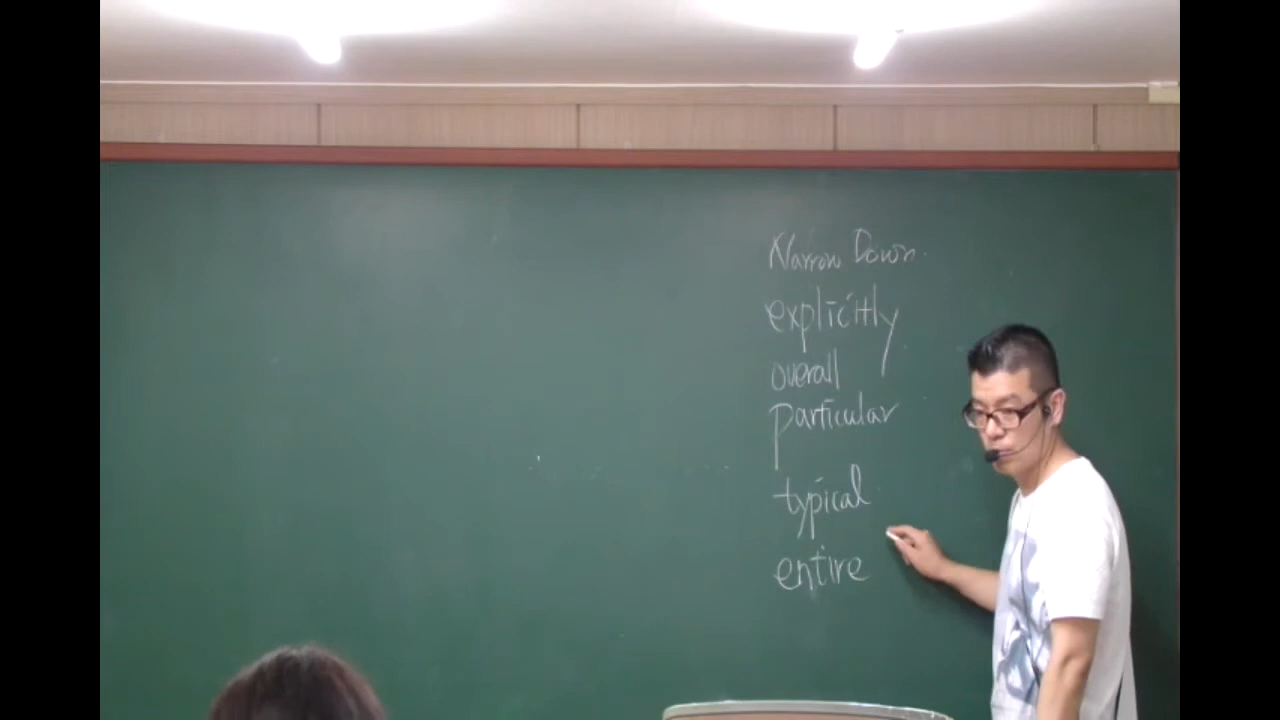 Narrow Down.
explicitly
overall
particular
typical
entire